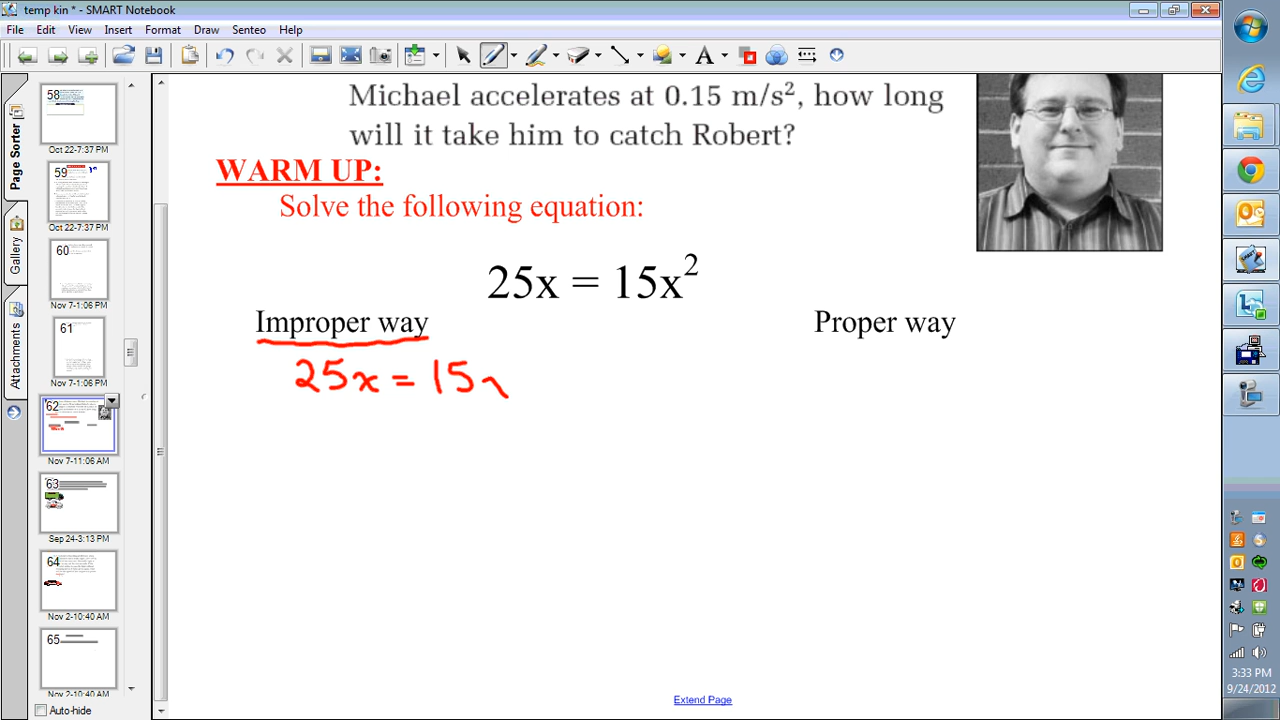 temp kin * - SMART Notebook
File Edit View Insert Format Draw Senteo Help
Page Sorter
Gallery
Attachments
58
Oct 22-7:37 PM
59
Oct 22-7:37 PM
60
Nov 7-1:06 PM
61
Nov 7-1:06 PM
62
Nov 7-11:06 AM
63
Sep 24-3:13 PM
64
Nov 2-10:40 AM
65
Nov 2-10:40 AM
Auto-hide
Michael accelerates at 0.15 m/s², how long
will it take him to catch Robert?
WARM UP:
Solve the following equation:
25x = 15x²
Improper way
Proper way
25x = 15
Extend Page
3:33 PM
9/24/2012